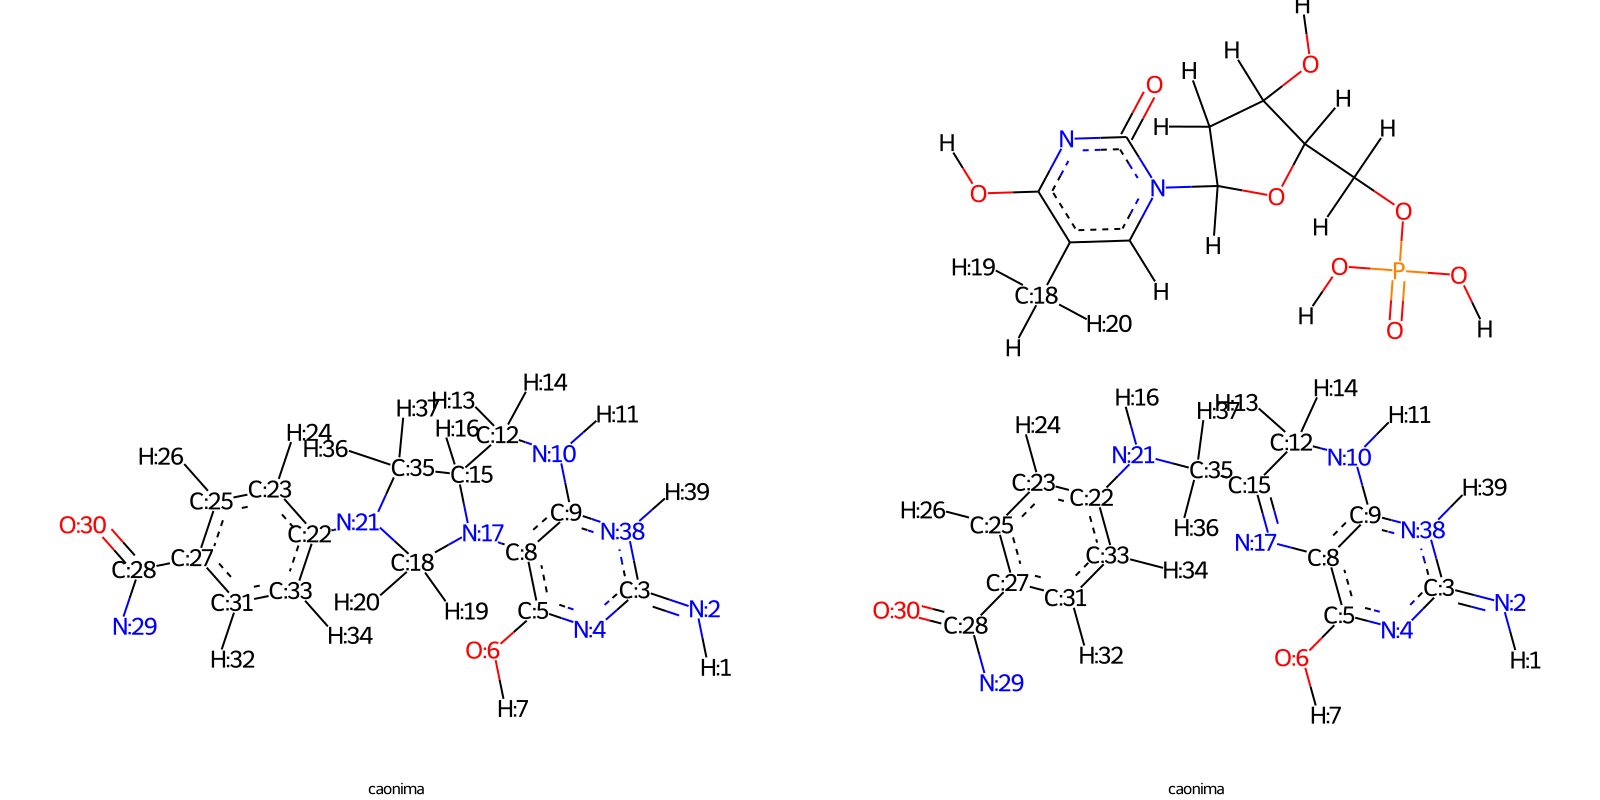 H
O
H
H
H
O
H
H
N
H
H
O
N
O
O
H
H
H:19
C:18
H:20
H
H
O
P
O
H
O
H
H:14
H:13
H:37
H:11
H:16
C:12
H:24
H:36
H:26
N:10
C:35
C:15
H:39
C:25
C:23
O:30
N:21
C:22
C:9
N:38
N:17
C:8
C:27
C:28
C:18
C:33
C:31
H:20
H:19
C:3
C:5
N:2
N:29
N:4
H:34
O:6
H:32
H:1
H:7
H:14
H:16
H:13
H:37
H:11
H:24
C:12
N:21
N:10
C:35
C:15
C:23
C:22
H:39
H:26
C:25
C:9
H:36
N:38
N:17
C:8
C:33
H:34
C:27
C:31
C:3
O:30
C:28
C:5
N:2
N:4
H:32
O:6
H:1
N:29
H:7
caonima
caonima